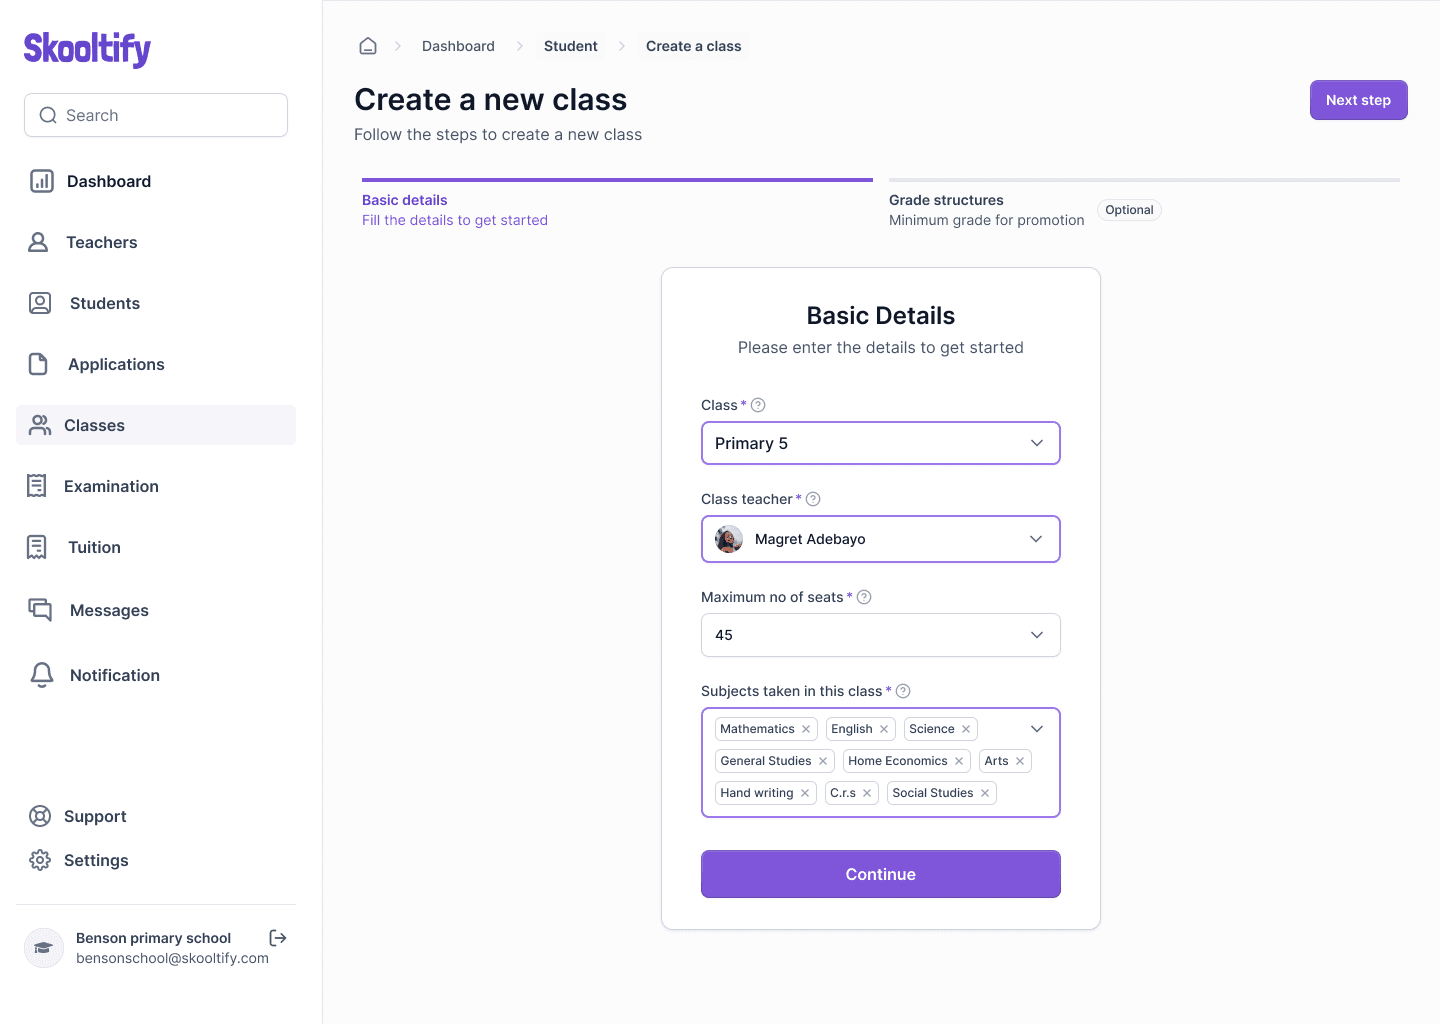 Skooltify
Search
Dashboard
Teachers
Students
Applications
Classes
Examination
Tuition
Messages
Notification
Support
Settings
Benson primary school
bensonschool@skooltify.com
Dashboard
Student
Create a class
Create a new class
Follow the steps to create a new class
Next step
Basic details
Fill the details to get started
Grade structures
Minimum grade for promotion
Optional
Basic Details
Please enter the details to get started
Class *
Primary 5
Class teacher *
Magret Adebayo
Maximum no of seats *
45
Subjects taken in this class *
Mathematics English Science
General Studies Home Economics Arts
Hand writing C.r.s Social Studies
Continue